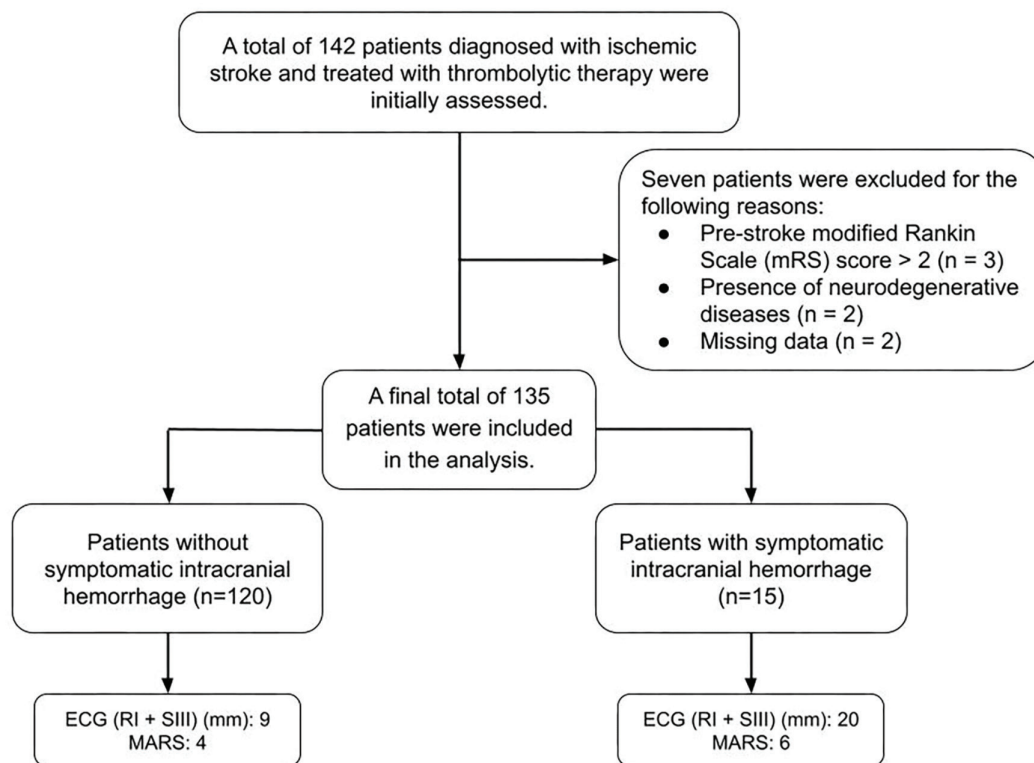 A total of 142 patients diagnosed with ischemic
stroke and treated with thrombolytic therapy were
initially assessed.
Seven patients were excluded for the
following reasons:
● Pre-stroke modified Rankin
Scale (mRS) score > 2 (n = 3)
● Presence of neurodegenerative
diseases (n = 2)
● Missing data (n = 2)
A final total of 135
patients were included
in the analysis.
Patients without
symptomatic intracranial
hemorrhage (n=120)
Patients with symptomatic
intracranial hemorrhage
(n=15)
ECG (RI + SIII) (mm): 9
MARS: 4
ECG (RI + SIII) (mm): 20
MARS: 6